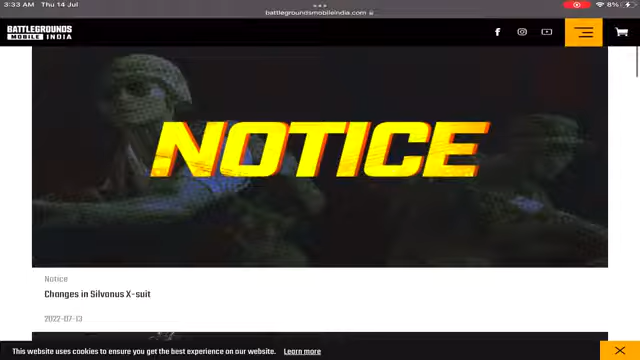 3:33 AM Thu 14 Jul
8%
battlegroundsmobileindia.com
BATTLEGROUNDS
MOBILE INDIA
NOTICE
Notice
Changes in Silvanus X-suit
2022-07-13
This website uses cookies to ensure you get the best experience on our website. Learn more